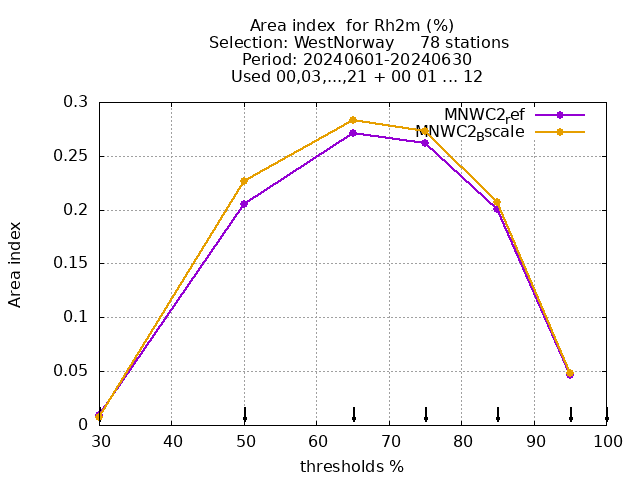 Area index  for Rh2m (%)
Selection: WestNorway     78 stations
Period: 20240601-20240630
Used 00,03,...,21 + 00 01 ... 12
MNWC2ref
MNWC2Bscale
0.3
0.25
0.2
0.15
0.1
0.05
0
Area index
30 40 50 60 70 80 90 100
thresholds %